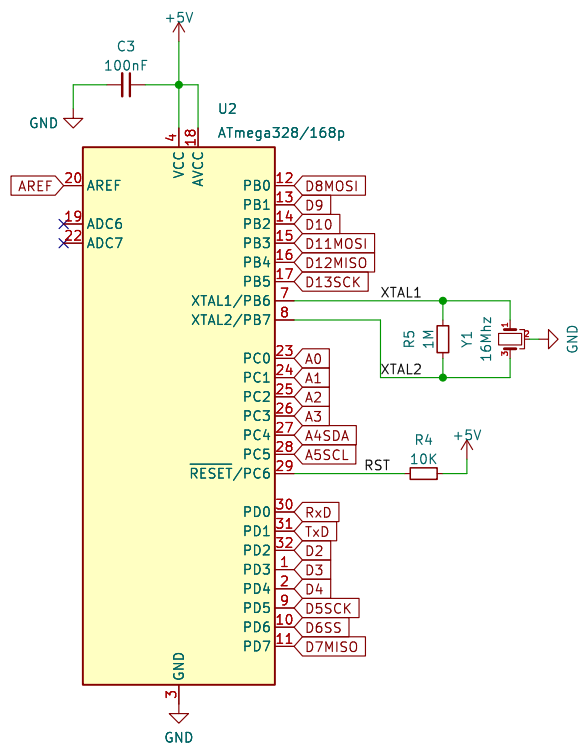 +5V
C3
100nF
GND
U2
ATmega328/168p
4
18
VCC
AVCC
AREF
20
AREF
19
ADC6
22
ADC7
PB0 12 D8MOSI
PB1 13 D9
PB2 14 D10
PB3 15 D11MOSI
PB4 16 D12MISO
PB5 17 D13SCK
XTAL1/PB6 7 XTAL1
XTAL2/PB7 8 XTAL2
R5
1M
Y1
16Mhz
1
2
3
GND
PC0 23 A0
PC1 24 A1
PC2 25 A2
PC3 26 A3
PC4 27 A4SDA
PC5 28 A5SCL
RESET/PC6 29 RST
R4
10K
+5V
PD0 30 RxD
PD1 31 TxD
PD2 32 D2
PD3 1 D3
PD4 2 D4
PD5 9 D5SCK
PD6 10 D6SS
PD7 11 D7MISO
GND
3
GND